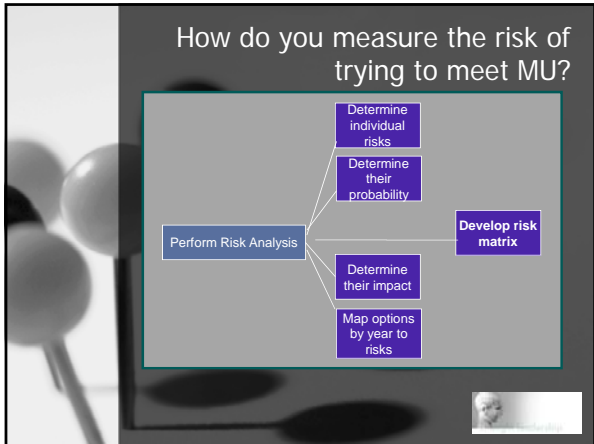 How do you measure the risk of
trying to meet MU?
Determine
individual
risks
Determine
their
probability
Perform Risk Analysis
Develop risk
matrix
Determine
their impact
Map options
by year to
risks